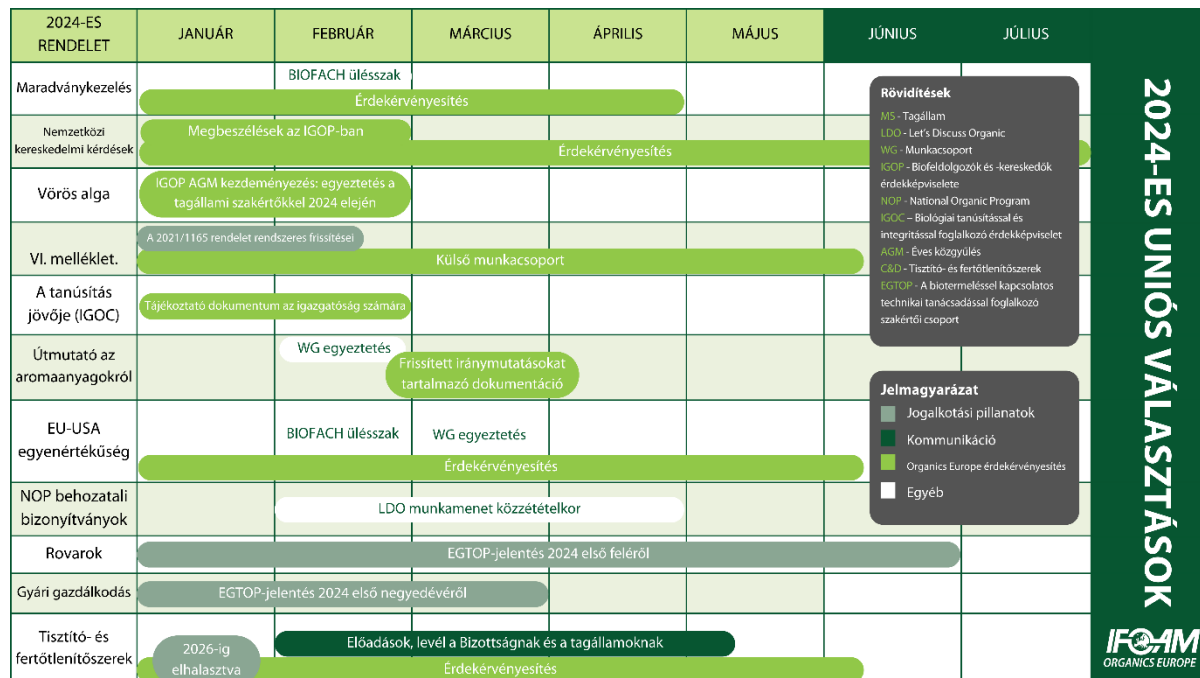 2024-ES
RENDELET
JANUÁR
FEBRUÁR
MÁRCIUS
ÁPRILIS
MÁJUS
JÚNIUS
JÚLIUS
Maradványkezelés
BIOFACH ülésszak
Érdekérvényesítés
Nemzetközi
kereskedelmi kérdések
Megbeszélések az IGOP-ban
Érdekérvényesítés
Vörös alga
IGOP AGM kezdeményezés: egyeztetés a
tagállami szakértőkkel 2024 elején
VI. melléklet.
A 2021/1165 rendelet rendszeres frissítései
Külső munkacsoport
A tanúsítás
jövője (IGOC)
Tájékoztató dokumentum az igazgatóság számára
Útmutató az
aromaanyagokról
WG egyeztetés
Frissített iránymutatásokat
tartalmazó dokumentáció
EU-USA
egyenértékűség
BIOFACH ülésszak
WG egyeztetés
Érdekérvényesítés
NOP behozatali
bizonyítványok
LDO munkamenet közzétételkor
Rovarok
EGTOP-jelentés 2024 első feléről
Gyári gazdálkodás
EGTOP-jelentés 2024 első negyedévéről
Tisztító- és
fertőtlenítőszerek
2026-ig
elhalasztva
Előadások, levél a Bizottságnak és a tagállamoknak
Érdekérvényesítés
Rövidítések
MS - Tagállam
LDO - Let's Discuss Organic
WG - Munkacsoport
IGOP - Biofeldolgozók és -kereskedők
érdekképviselete
NOP - National Organic Program
IGOC – Biológiai tanúsítással és
integritással foglalkozó érdekképviselet
AGM - Éves közgyűlés
C&D - Tisztító- és fertőtlenítőszerek
EGTOP - A biotermeléssel kapcsolatos
technikai tanácsadással foglalkozó
szakértői csoport
Jelmagyarázat
Jogalkotási pillanatok
Kommunikáció
Organics Europe érdekérvényesítés
Egyéb
2024-ES UNIÓS VÁLASZTÁSOK
IFOAM
ORGANICS EUROPE